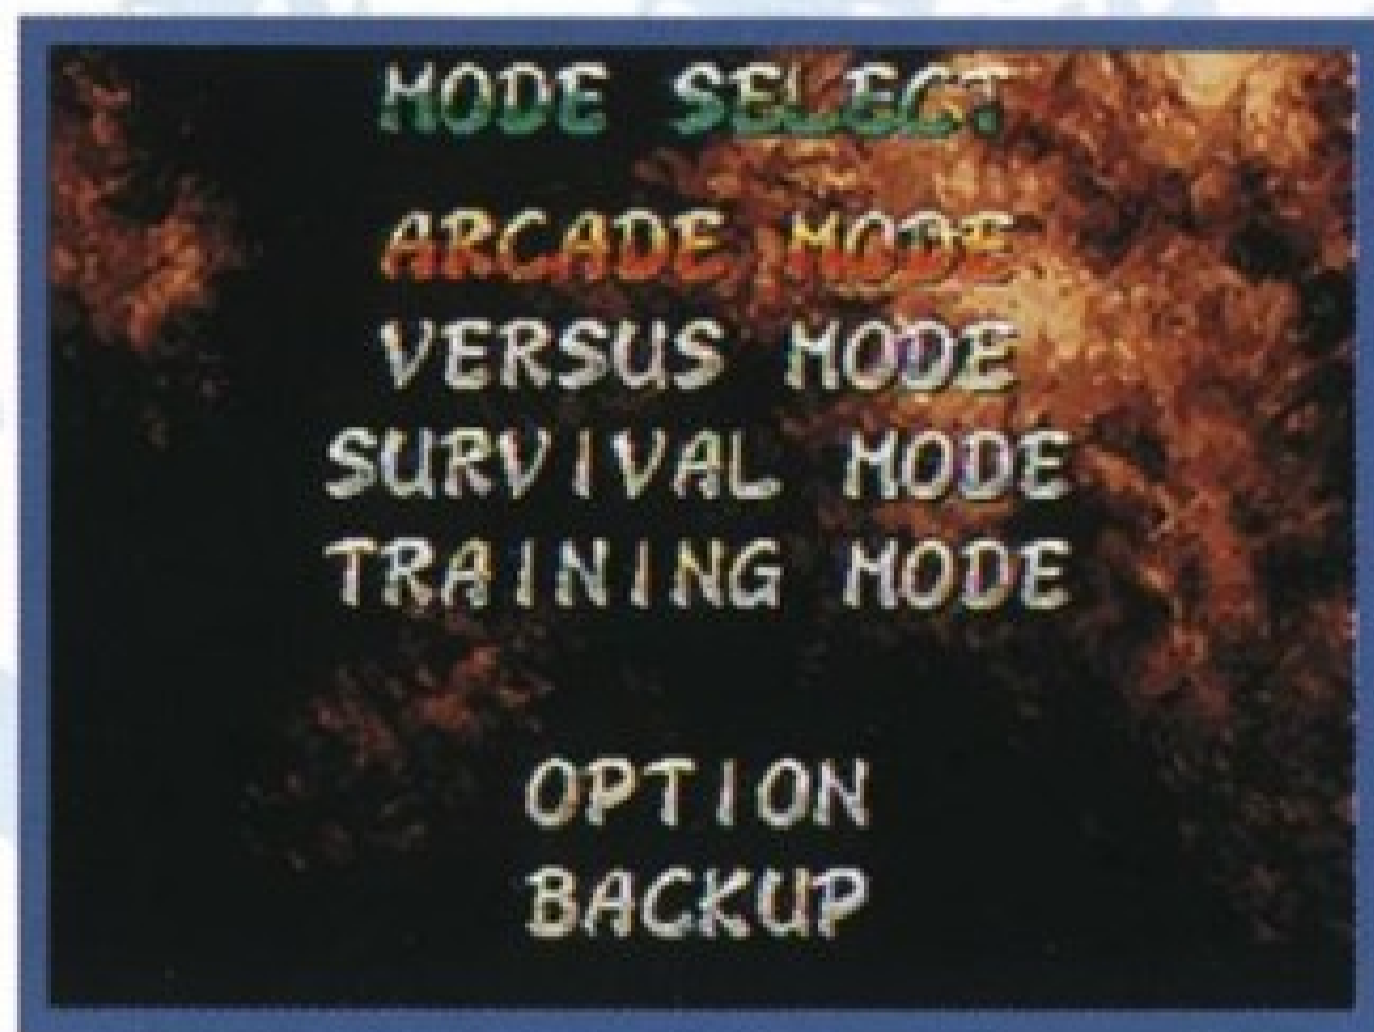 MODE SELECT
ARCADE MODE
VERSUS MODE
SURVIVAL MODE
TRAINING MODE
OPTION
BACKUP